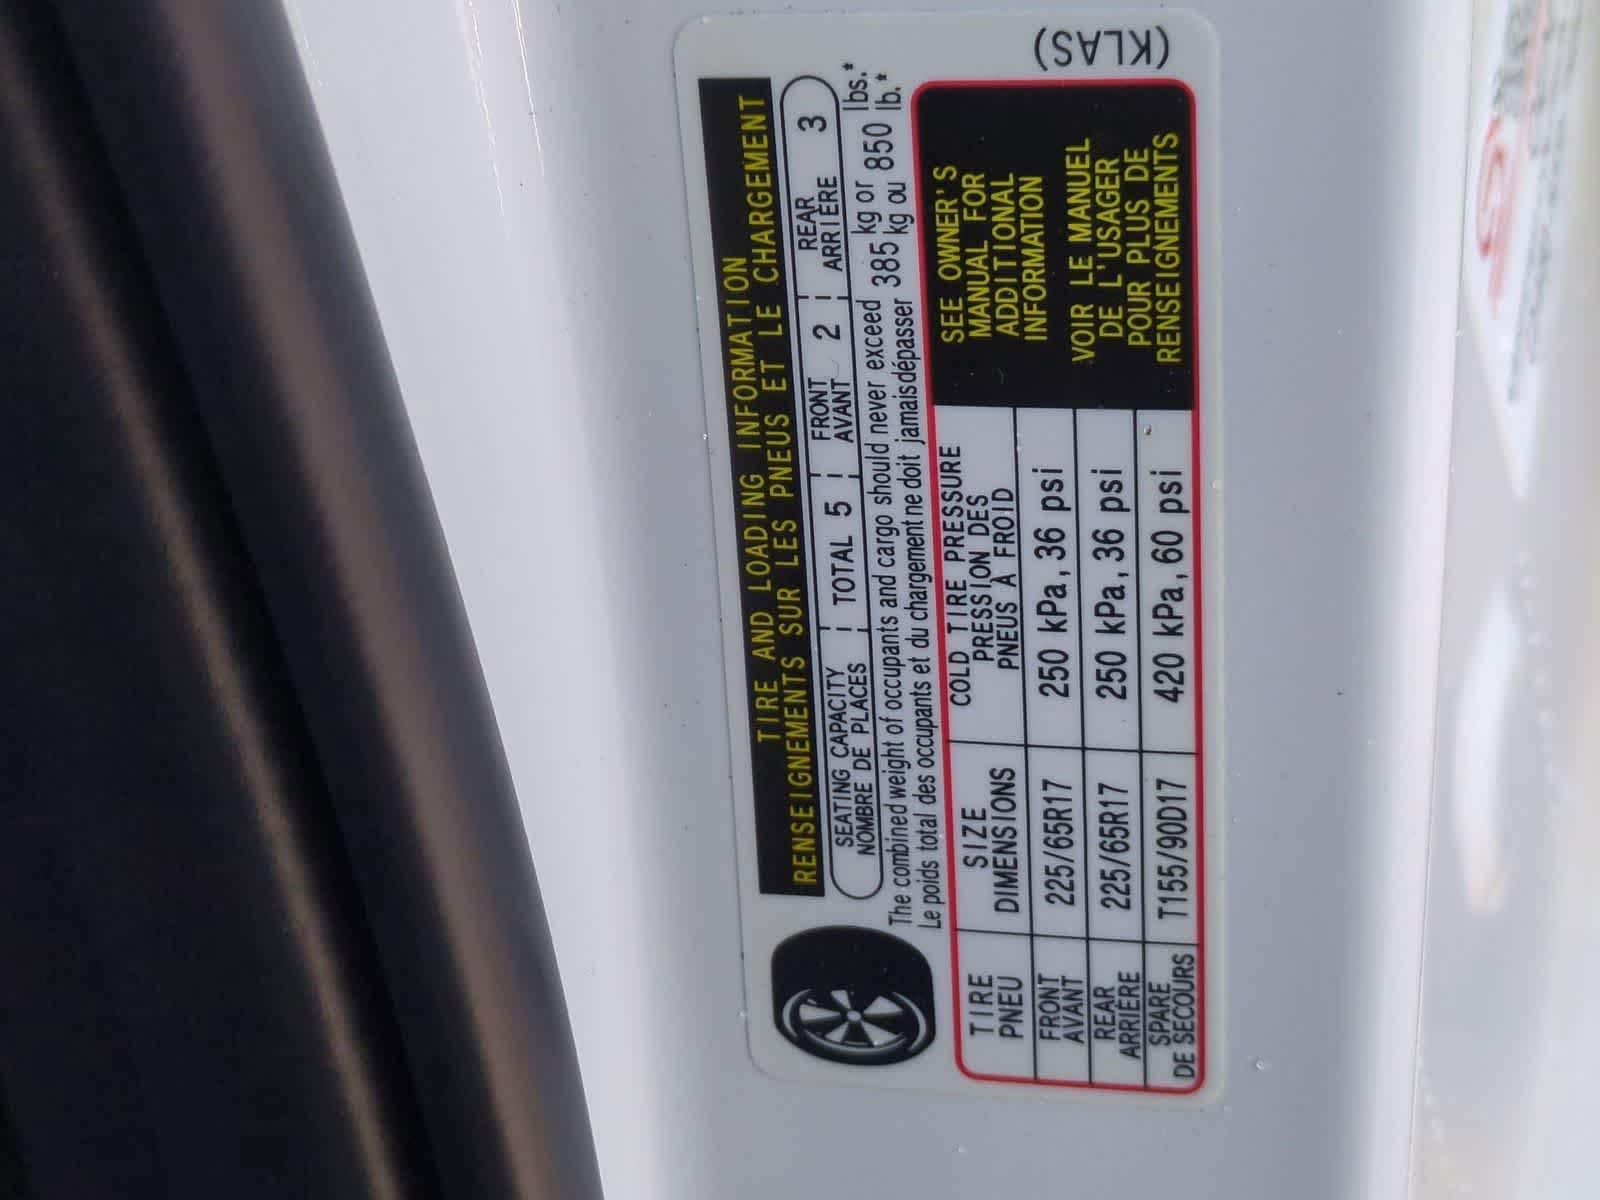 (KLAS)
TIRE AND LOADING INFORMATION
RENSEIGNEMENTS SUR LES PNEUS ET LE CHARGEMENT
SEATING CAPACITY
NOMBRE DE PLACES
TOTAL 5
FRONT
AVANT
2
REAR
ARRIÈRE
3
The combined weight of occupants and cargo should never exceed 385 kg or 850 lbs.*
Le poids total des occupants et du chargement ne doit jamais dépasser 385 kg ou 850 lb.*
TIRE
PNEU
SIZE
DIMENSIONS
COLD TIRE PRESSURE
PRESSION DES
PNEUS À FROID
FRONT
AVANT
225/65R17
250 kPa, 36 psi
REAR
ARRIÈRE
225/65R17
250 kPa, 36 psi
SPARE
DE SECOURS
T155/90D17
420 kPa, 60 psi
SEE OWNER'S
MANUAL FOR
ADDITIONAL
INFORMATION
VOIR LE MANUEL
DE L'USAGER
POUR PLUS DE
RENSEIGNEMENTS